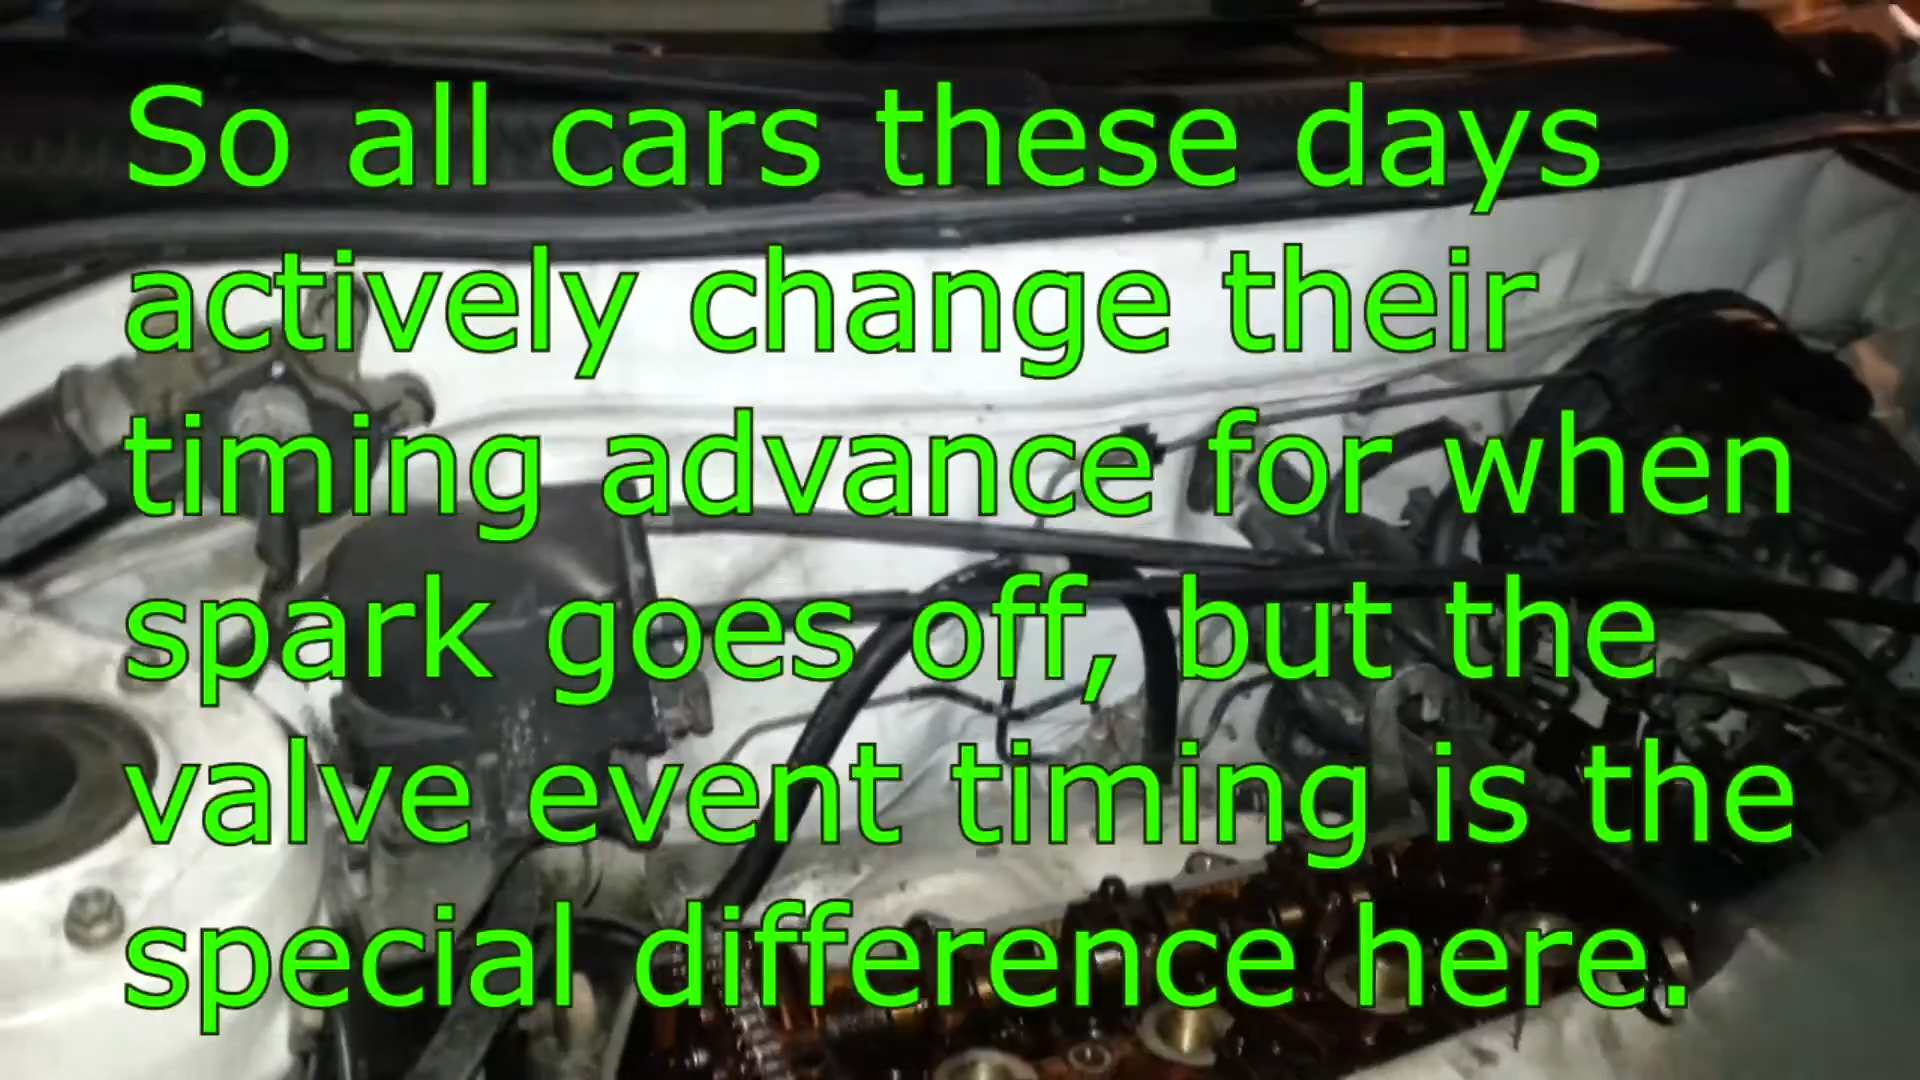 So all cars these days
actively change their
timing advance for when
spark goes off, but the
valve event timing is the
special difference here.